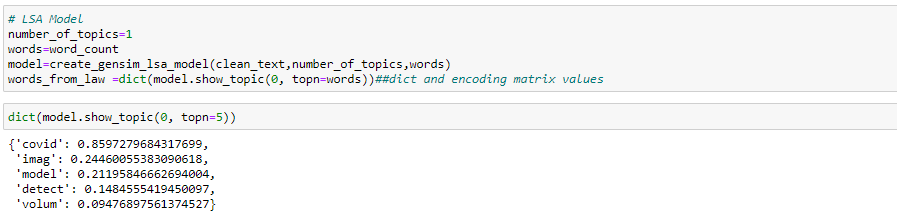 # LSA Model
number_of_topics=1
words=word_count
model=create_gensim_lsa_model(clean_text,number_of_topics,words)
words_from_law =dict(model.show_topic(0, topn=words))##dict and encoding matrix values
dict(model.show_topic(0, topn=5))
{'covid': 0.8597279684317699,
 'imag': 0.24460055383090618,
 'model': 0.21195846662694004,
 'detect': 0.1484555419450097,
 'volum': 0.09476897561374527}